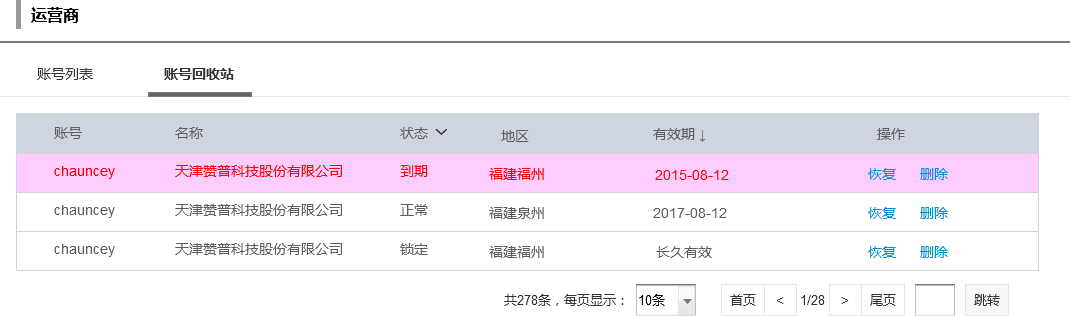 运营商
账号列表 账号回收站
账号 名称 状态 地区 有效期↓ 操作
chauncey 天津赞普科技股份有限公司 到期 福建福州 2015-08-12 恢复 删除
chauncey 天津赞普科技股份有限公司 正常 福建泉州 2017-08-12 恢复 删除
chauncey 天津赞普科技股份有限公司 锁定 福建福州 长久有效 恢复 删除
共278条，每页显示： 10条 首页 < 1/28 > 尾页 跳转